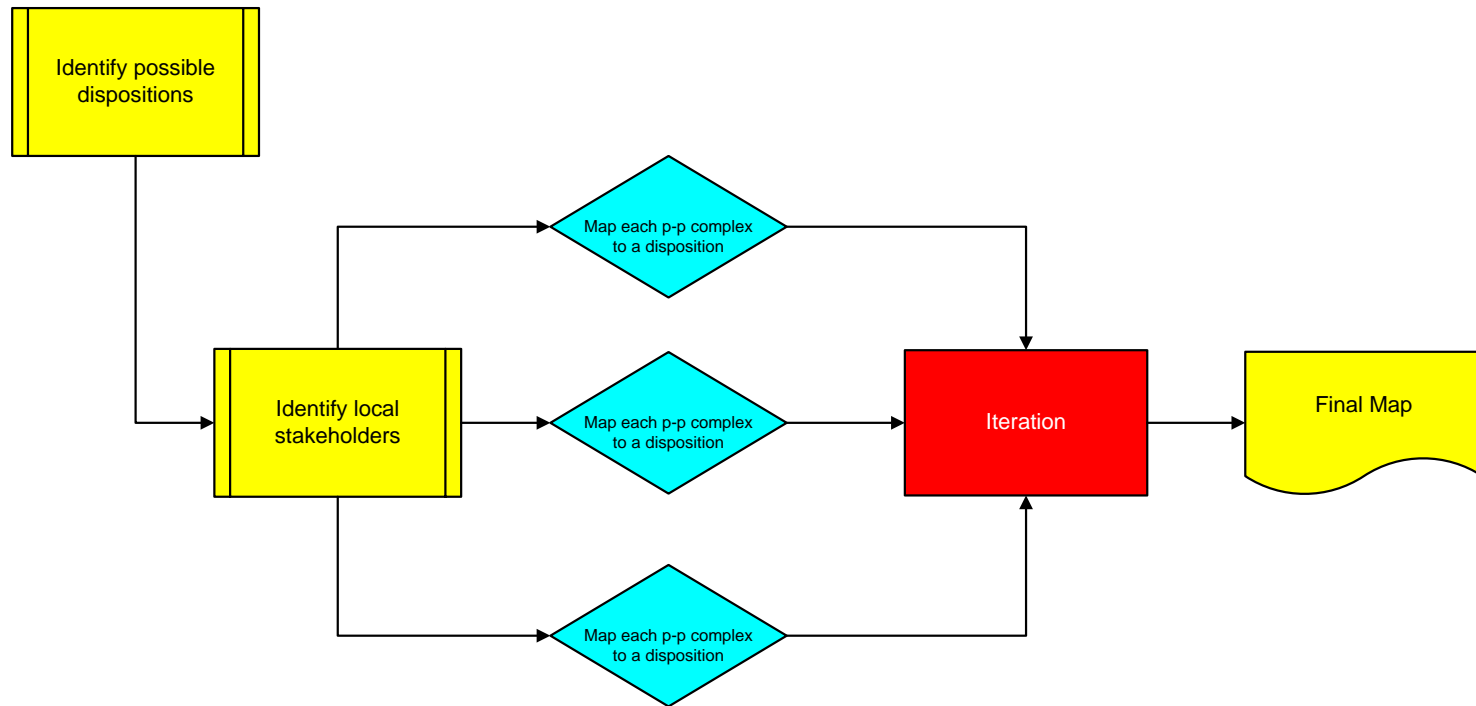 Identify possible
dispositions
Map each p-p complex
to a disposition
Identify local
stakeholders
Map each p-p complex
to a disposition
Iteration
Final Map
Map each p-p complex
to a disposition